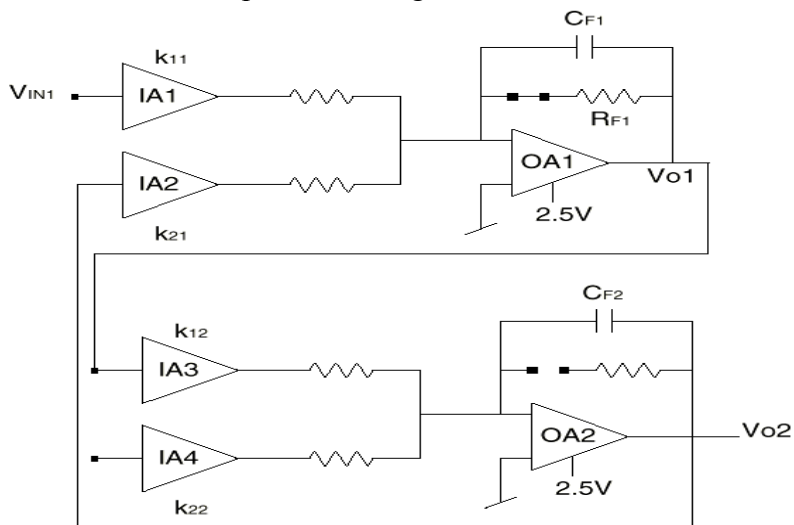 CF1
k11
VIN1
IA1
RF1
OA1
IA2
Vo1
2.5V
k21
CF2
k12
IA3
OA2
Vo2
IA4
2.5V
k22